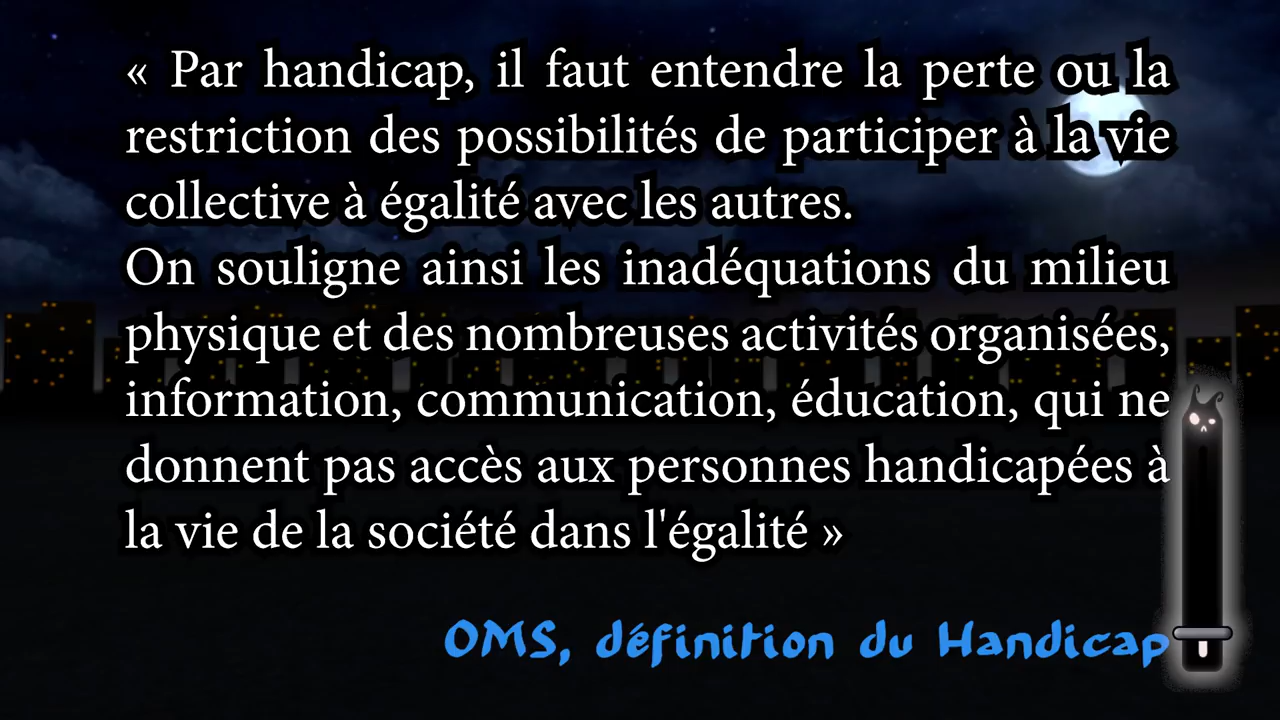 « Par handicap, il faut entendre la perte ou la
restriction des possibilités de participer à la vie
collective à égalité avec les autres.
On souligne ainsi les inadéquations du milieu
physique et des nombreuses activités organisées,
information, communication, éducation, qui ne
donnent pas accès aux personnes handicapées à
la vie de la société dans l'égalité »
OMS, définition du Handicap